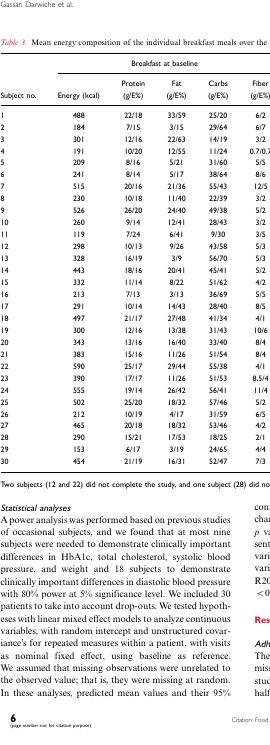 Gassan Darwiche et al.
Table 3. Mean energy composition of the individual breakfast meals over the
Breakfast at baseline
Protein Fat Carbs Fiber
Subject no. Energy (kcal) (g/E%) (g/E%) (g/E%) (g/E%)
1 488 22/18 33/59 25/20 6/2
2 184 7/15 3/15 29/64 6/7
3 301 12/16 22/63 14/19 3/2
4 191 10/20 12/55 11/24 0.7/0.7
5 209 8/16 5/21 31/60 5/5
6 241 8/14 5/17 38/64 8/6
7 515 20/16 21/36 55/43 12/5
8 230 10/18 11/40 22/39 3/2
9 526 26/20 24/40 49/38 5/2
10 260 9/14 12/41 28/43 3/2
11 119 7/24 6/41 9/30 3/5
12 298 10/13 9/26 43/58 5/3
13 328 16/19 3/9 56/70 5/3
14 443 18/16 20/41 45/41 5/2
15 332 11/14 8/22 51/62 4/2
16 213 7/13 3/13 36/69 5/5
17 291 10/14 14/43 28/40 8/5
18 497 21/17 27/48 41/34 4/1
19 300 12/16 13/38 31/43 10/6
20 343 13/16 16/40 33/40 8/4
21 383 15/16 11/26 51/54 8/4
22 590 25/17 29/44 55/38 4/1
23 390 17/17 11/26 51/53 8.5/4
24 555 19/14 26/42 56/41 11/4
25 502 25/20 18/32 57/46 5/2
26 212 10/19 4/17 31/59 6/5
27 465 20/18 18/32 53/46 4/2
28 290 15/21 17/53 18/25 2/1
29 153 6/17 3/19 24/65 4/4
30 454 21/19 16/31 52/47 7/3
Two subjects (12 and 22) did not complete the study, and one subject (28) did no
Statistical analyses
A power analysis was performed based on previous studies
of occasional subjects, and we found that at most nine
subjects were needed to demonstrate clinically important
differences in HbA1c, total cholesterol, systolic blood
pressure, and weight and 18 subjects to demonstrate
clinically important differences in diastolic blood pressure
with 80% power at 5% significance level. We included 30
patients to take into account drop-outs. We tested hypoth-
eses with linear mixed effect models to analyze continuous
variables, with random intercept and unstructured covar-
iance's for repeated measures within a patient, with visits
as nominal fixed effect, using baseline as reference.
We assumed that missing observations were unrelated to
the observed value; that is, they were missing at random.
In these analyses, predicted mean values and their 95%
con
char
p va
sent
vari
vari
R20
<0
Res
Adh
The
miss
stud
half
6
(page number not for citation purpose)
Citation: Food